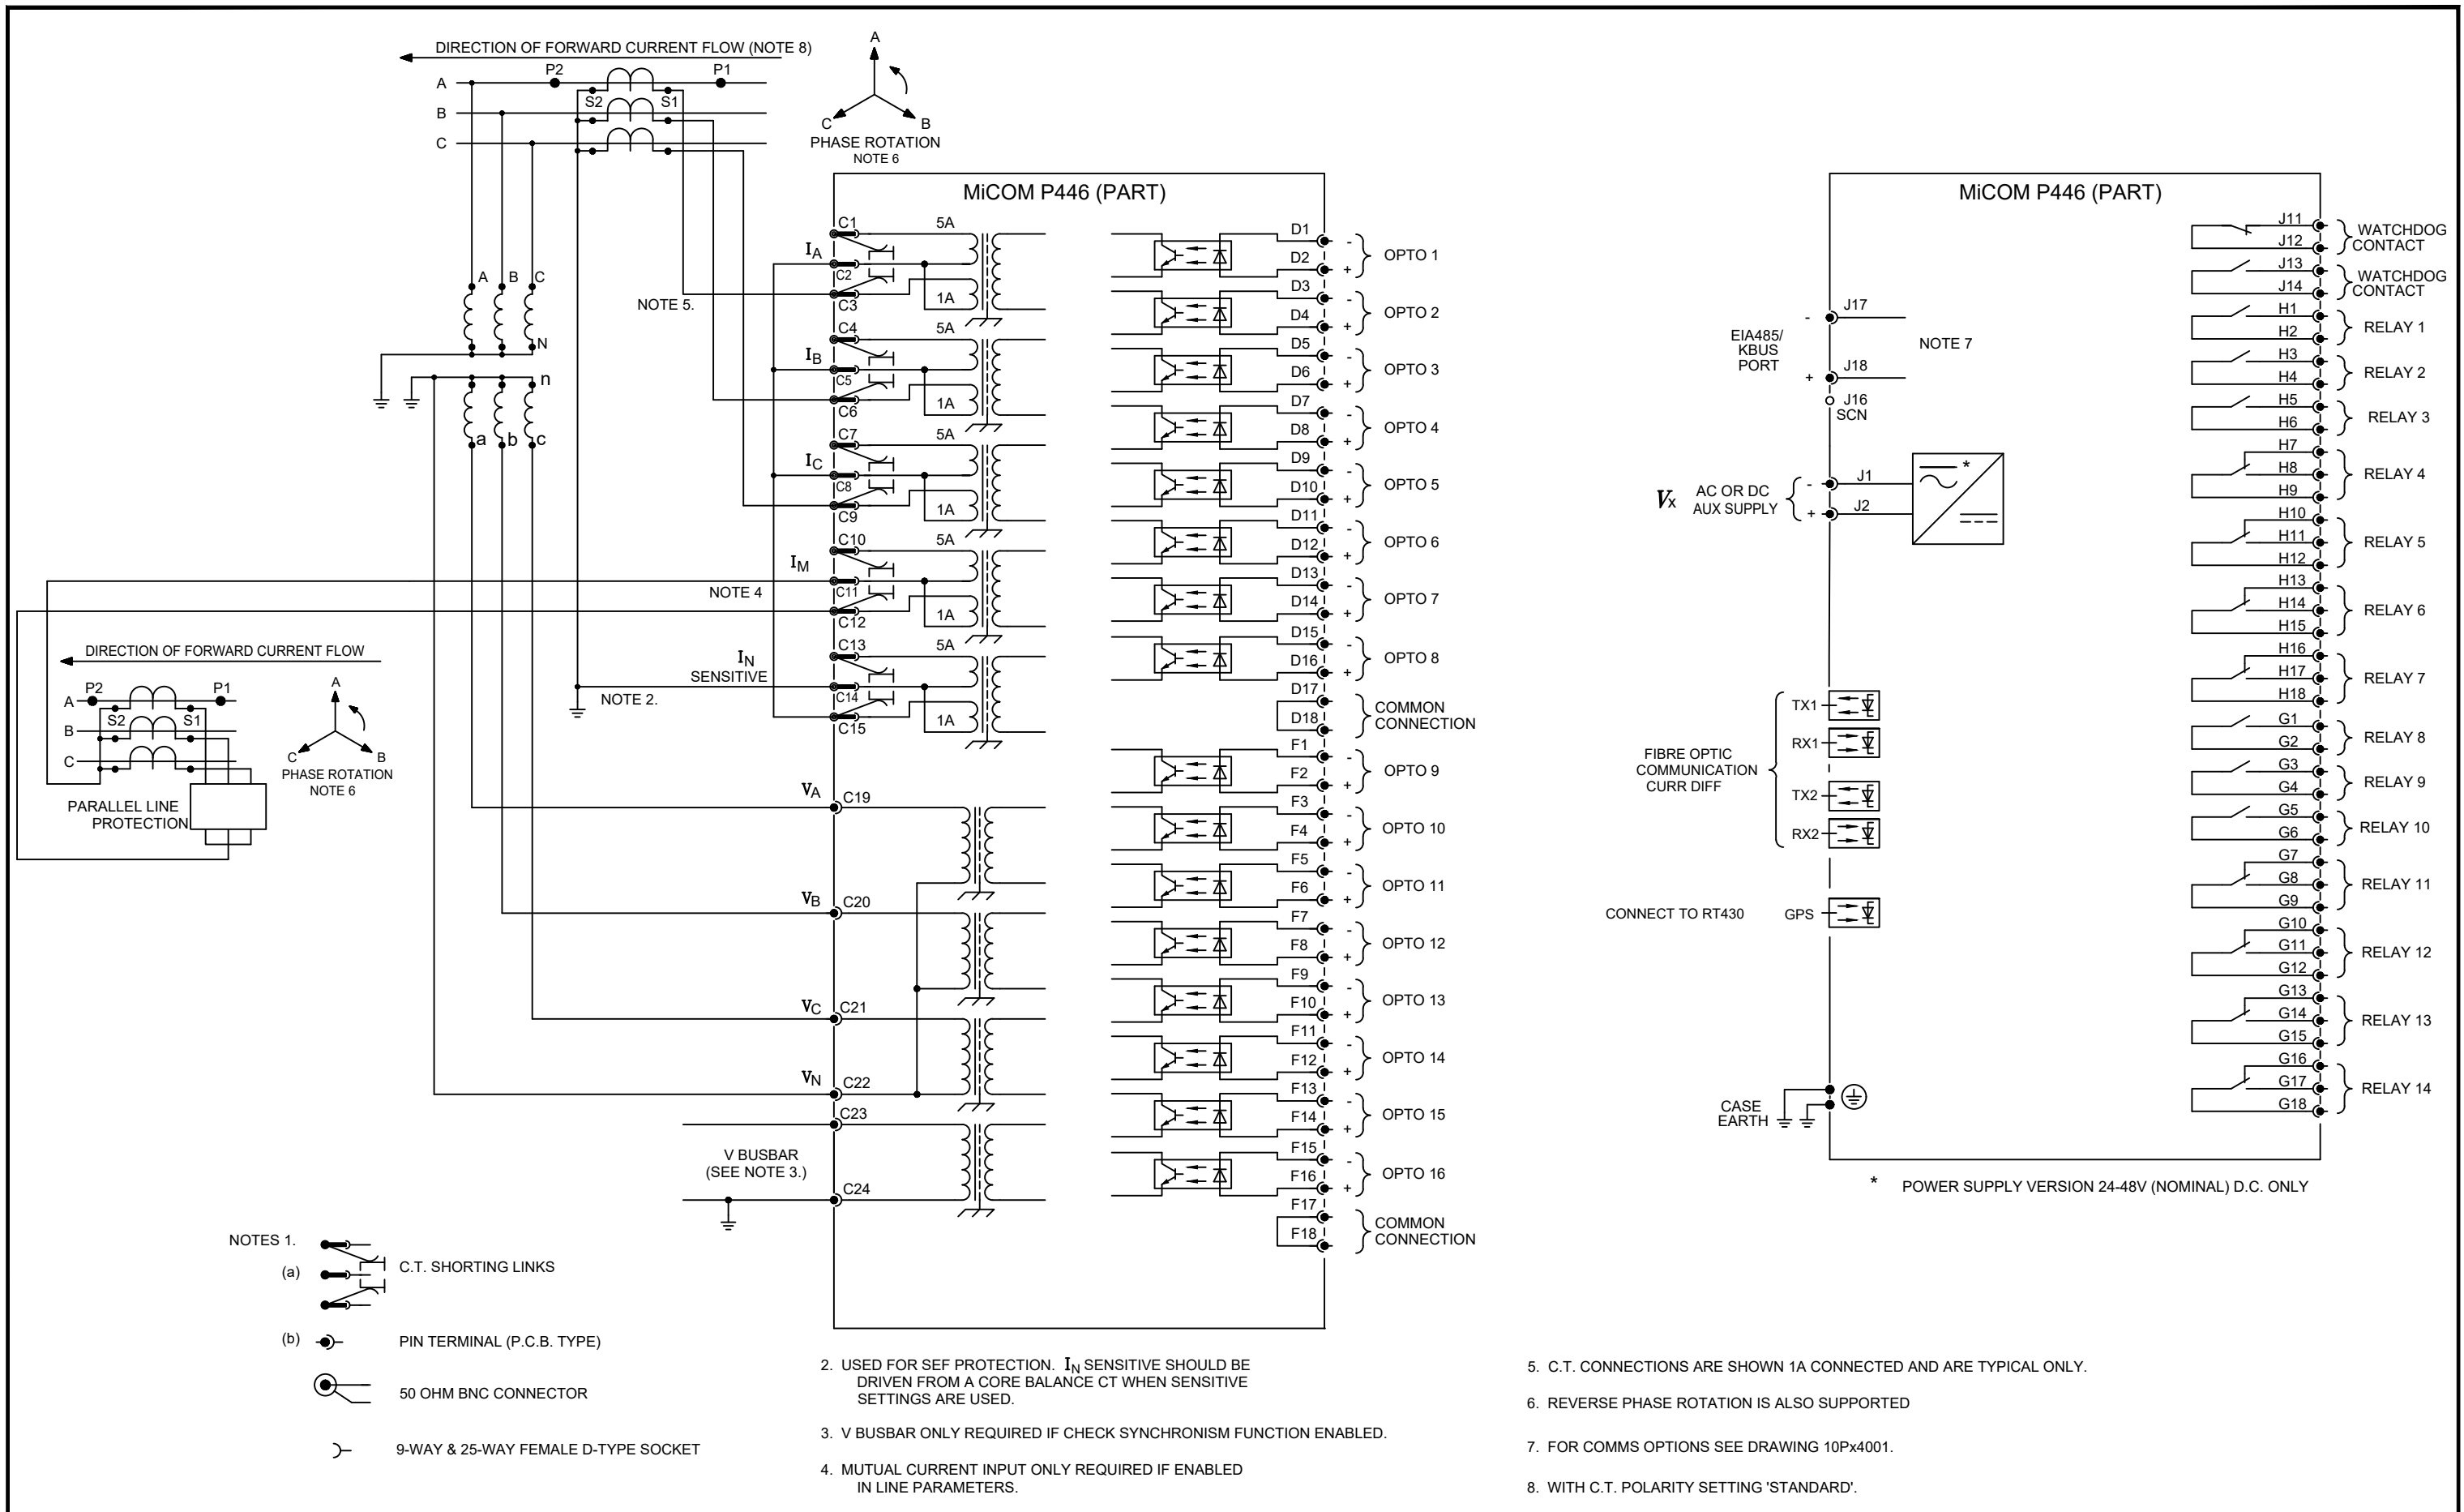 DIRECTION OF FORWARD CURRENT FLOW (NOTE 8)
A
P2
P1
S2
S1
B
C
A
C
B
PHASE ROTATION
NOTE 6
A
B
C
N
n
a
b
c
NOTE 5.
NOTE 4
NOTE 2.
DIRECTION OF FORWARD CURRENT FLOW
A
P2
P1
S2
S1
B
C
A
C
B
PHASE ROTATION
NOTE 6
PARALLEL LINE
PROTECTION
MiCOM P446 (PART)
IA
C1
5A
C2
C3
1A
IB
C4
5A
C5
C6
1A
IC
C7
5A
C8
C9
1A
IM
C10
5A
C11
C12
1A
IN
SENSITIVE
C13
5A
C14
C15
1A
VA
C19
VB
C20
VC
C21
VN
C22
C23
V BUSBAR
(SEE NOTE 3.)
C24
D1
-
D2
+
OPTO 1
D3
-
D4
+
OPTO 2
D5
-
D6
+
OPTO 3
D7
-
D8
+
OPTO 4
D9
-
D10
+
OPTO 5
D11
-
D12
+
OPTO 6
D13
-
D14
+
OPTO 7
D15
-
D16
+
OPTO 8
D17
D18
COMMON
CONNECTION
F1
-
F2
+
OPTO 9
F3
-
F4
+
OPTO 10
F5
-
F6
+
OPTO 11
F7
-
F8
+
OPTO 12
F9
-
F10
+
OPTO 13
F11
-
F12
+
OPTO 14
F13
-
F14
+
OPTO 15
F15
-
F16
+
OPTO 16
F17
F18
COMMON
CONNECTION
MiCOM P446 (PART)
EIA485/
KBUS
PORT
-
J17
NOTE 7
+
J18
J16
SCN
Vx
AC OR DC
AUX SUPPLY
-
J1
+
J2
*
FIBRE OPTIC
COMMUNICATION
CURR DIFF
TX1
RX1
TX2
RX2
CONNECT TO RT430
GPS
CASE
EARTH
J11
J12
WATCHDOG
CONTACT
J13
J14
WATCHDOG
CONTACT
H1
H2
RELAY 1
H3
H4
RELAY 2
H5
H6
RELAY 3
H7
H8
H9
RELAY 4
H10
H11
H12
RELAY 5
H13
H14
H15
RELAY 6
H16
H17
H18
RELAY 7
G1
G2
RELAY 8
G3
G4
RELAY 9
G5
G6
RELAY 10
G7
G8
G9
RELAY 11
G10
G11
G12
RELAY 12
G13
G14
G15
RELAY 13
G16
G17
G18
RELAY 14
* POWER SUPPLY VERSION 24-48V (NOMINAL) D.C. ONLY
NOTES 1.
(a)
C.T. SHORTING LINKS
(b)
PIN TERMINAL (P.C.B. TYPE)
50 OHM BNC CONNECTOR
9-WAY & 25-WAY FEMALE D-TYPE SOCKET
2. USED FOR SEF PROTECTION. IN SENSITIVE SHOULD BE
DRIVEN FROM A CORE BALANCE CT WHEN SENSITIVE
SETTINGS ARE USED.
3. V BUSBAR ONLY REQUIRED IF CHECK SYNCHRONISM FUNCTION ENABLED.
4. MUTUAL CURRENT INPUT ONLY REQUIRED IF ENABLED
IN LINE PARAMETERS.
5. C.T. CONNECTIONS ARE SHOWN 1A CONNECTED AND ARE TYPICAL ONLY.
6. REVERSE PHASE ROTATION IS ALSO SUPPORTED
7. FOR COMMS OPTIONS SEE DRAWING 10Px4001.
8. WITH C.T. POLARITY SETTING 'STANDARD'.